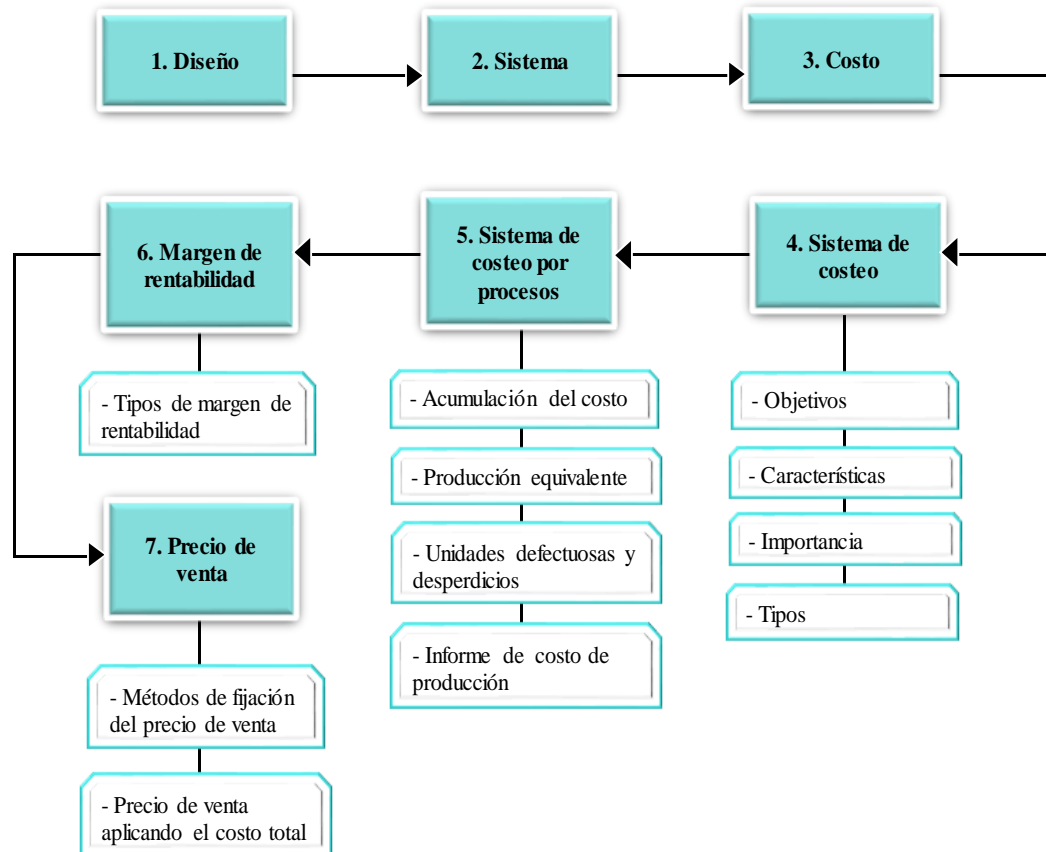 1. Diseño
2. Sistema
3. Costo
4. Sistema de
costeo
- Objetivos
- Características
- Importancia
- Tipos
5. Sistema de
costeo por
procesos
- Acumulación del costo
- Producción equivalente
- Unidades defectuosas y
desperdicios
- Informe de costo de
producción
6. Margen de
rentabilidad
- Tipos de margen de
rentabilidad
7. Precio de
venta
- Métodos de fijación
del precio de venta
- Precio de venta
aplicando el costo total